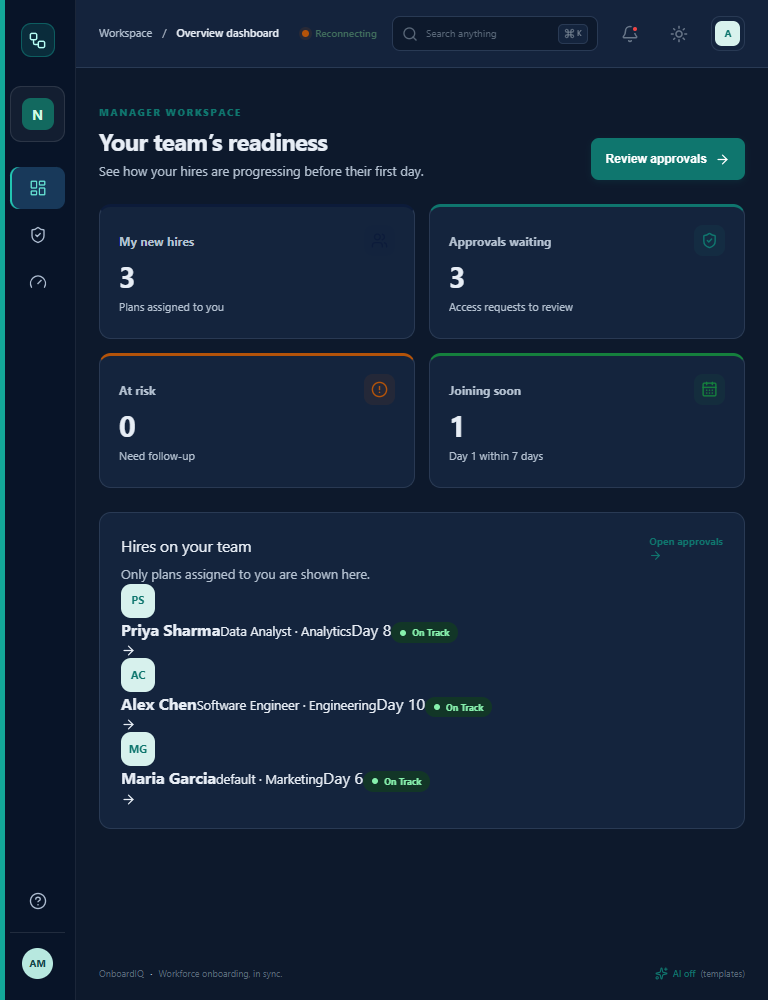 Workspace / Overview dashboard
Reconnecting
Search anything
⌘ K
A
N
MANAGER WORKSPACE
Your team’s readiness
See how your hires are progressing before their first day.
Review approvals →
My new hires
3
Plans assigned to you
Approvals waiting
3
Access requests to review
At risk
0
Need follow-up
Joining soon
1
Day 1 within 7 days
Hires on your team
Open approvals
→
Only plans assigned to you are shown here.
PS
Priya SharmaData Analyst · AnalyticsDay 8 On Track
→
AC
Alex ChenSoftware Engineer · EngineeringDay 10 On Track
→
MG
Maria Garciadefault · MarketingDay 6 On Track
→
AM
OnboardIQ · Workforce onboarding, in sync.
AI off (templates)